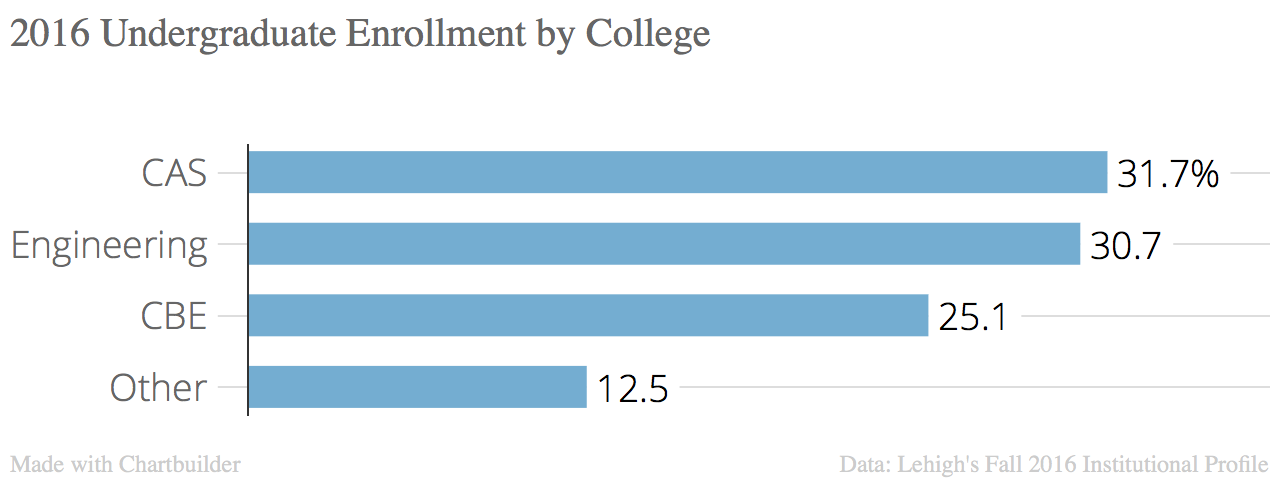 2016 Undergraduate Enrollment by College
CAS 31.7%
Engineering 30.7
CBE 25.1
Other 12.5
Made with Chartbuilder Data: Lehigh's Fall 2016 Institutional Profile